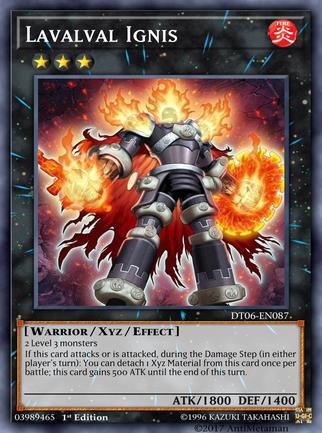 Lavalval Ignis
FIRE
炎
DT06-EN087
[Warrior/Xyz/Effect]
2 Level 3 monsters
If this card attacks or is attacked, during the Damage Step (in either
player's turn): You can detach 1 Xyz Material from this card once per
battle; this card gains 500 ATK until the end of this turn.
ATK/1800 DEF/1400
03989465 1st Edition ©1996 KAZUKI TAKAHASHI
©2017 AntiMetaman